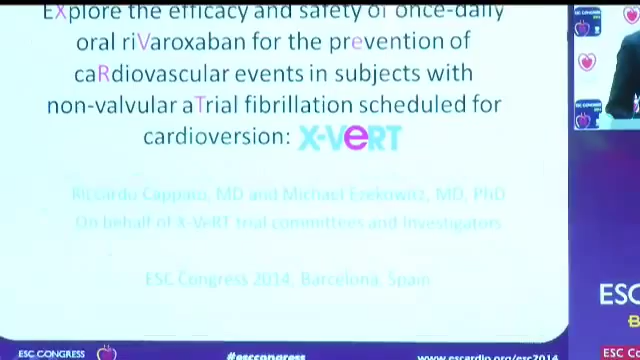 EXplore the efficacy and safety of once-daily
oral riVaroxaban for the prevention of
caRdiovascular events in subjects with
non-valvular aTrial fibrillation scheduled for
cardioversion: X-VeRT
Riccardo Cappato, MD and Michael Ezekowitz, MD, PhD
On behalf of X-VeRT trial committees and Investigators
ESC Congress 2014, Barcelona, Spain
ESC
ESC CONGRESS
#esccongress
www.escardio.org/esc2014
ESC C